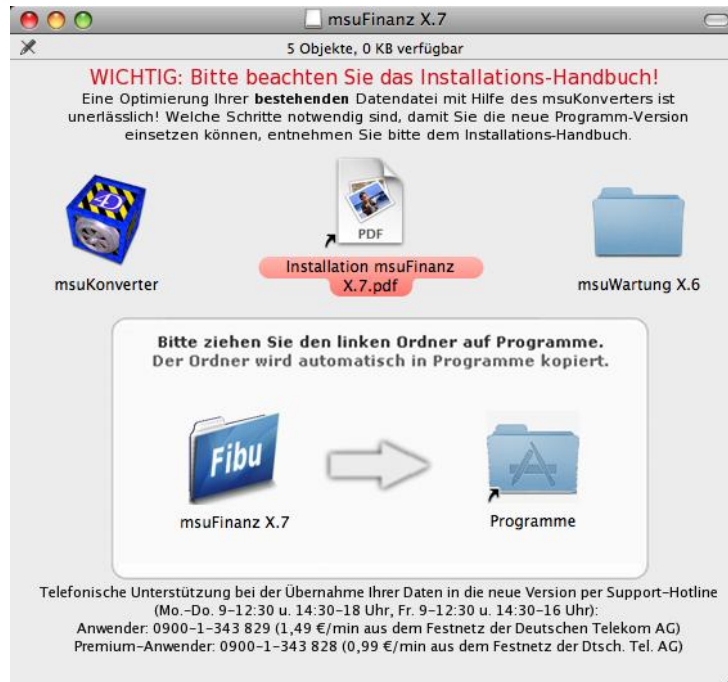 msuFinanz X.7
5 Objekte, 0 KB verfügbar
WICHTIG: Bitte beachten Sie das Installations-Handbuch!
Eine Optimierung Ihrer bestehenden Datendatei mit Hilfe des msuKonverters ist
unerlässlich! Welche Schritte notwendig sind, damit Sie die neue Programm-Version
einsetzen können, entnehmen Sie bitte dem Installations-Handbuch.
4D
PDF
msuKonverter
Installation msuFinanz
X.7.pdf
msuWartung X.6
Bitte ziehen Sie den linken Ordner auf Programme.
Der Ordner wird automatisch in Programme kopiert.
Fibu
msuFinanz X.7
Programme
Telefonische Unterstützung bei der Übernahme Ihrer Daten in die neue Version per Support-Hotline
(Mo.-Do. 9-12:30 u. 14:30-18 Uhr, Fr. 9-12:30 u. 14:30-16 Uhr):
Anwender: 0900-1-343 829 (1,49 €/min aus dem Festnetz der Deutschen Telekom AG)
Premium-Anwender: 0900-1-343 828 (0,99 €/min aus dem Festnetz der Dtsch. Tel. AG)